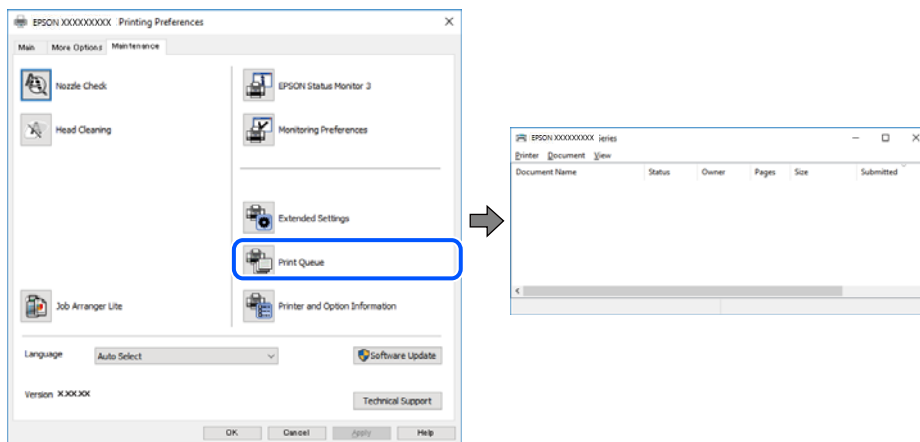 EPSON XXXXXXXXX Printing Preferences
Main More Options Maintenance
Nozzle Check
Head Cleaning
Job Arranger Lite
EPSON Status Monitor 3
Monitoring Preferences
Extended Settings
Print Queue
Printer and Option Information
Language Auto Select Software Update
Version X.XX.XX
Technical Support
OK Cancel Apply Help
EPSON XXXXXXXXX ieries
Printer Document View
Document Name Status Owner Pages Size Submitted